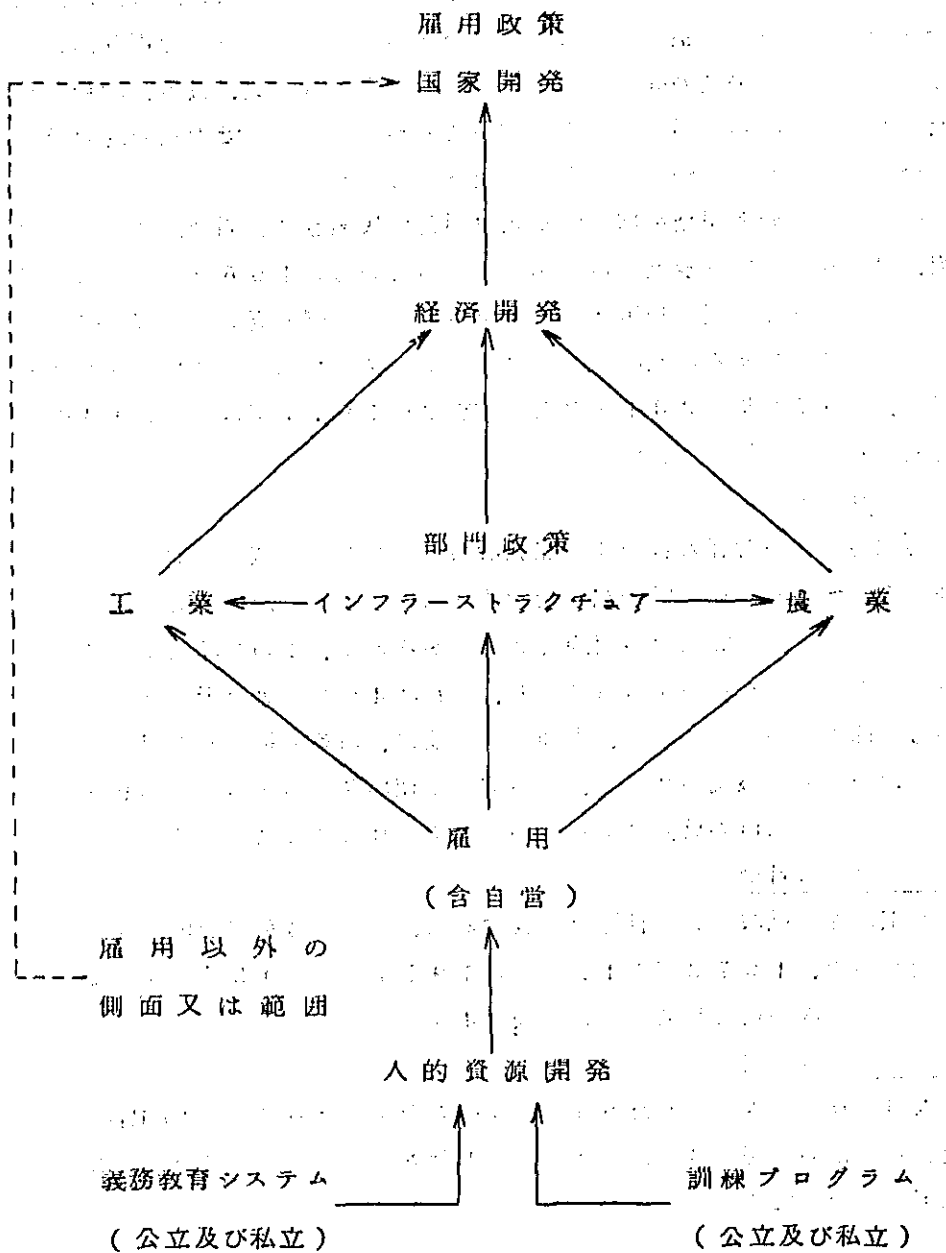 雇用政策
国家開発
経済開発
部門政策
工業
インフラーストラクチュア
農業
雇用
(含自営)
雇用以外の
側面又は範囲
人的資源開発
義務教育システム
(公立及び私立)
訓練プログラム
(公立及び私立)